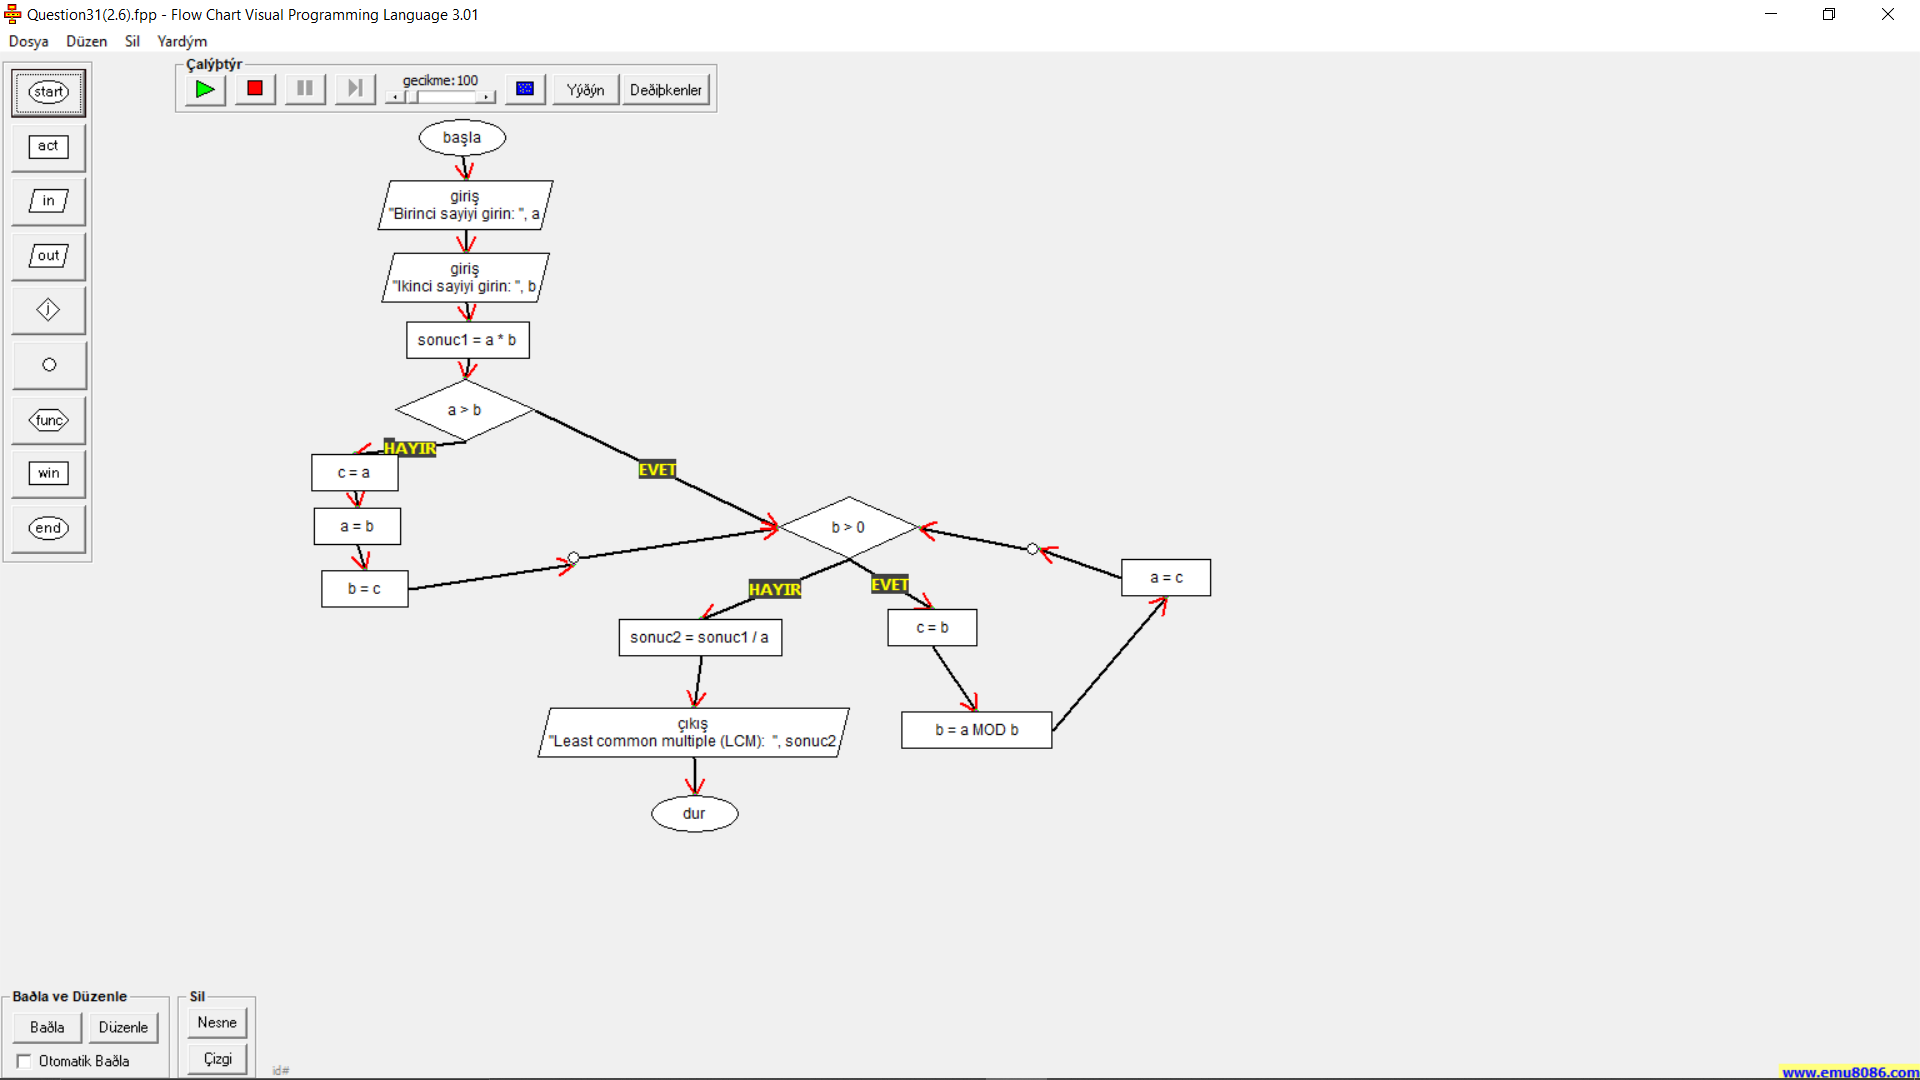 Question31(2.6).fpp - Flow Chart Visual Programming Language 3.01
Dosya Düzen Sil Yardým
Çalýþtýr
gecikme:100
Yýðýn
Deðiþkenler
start
act
in
out
j
func
win
end
başla
giriş
"Birinci sayiyi girin: ", a
giriş
"Ikinci sayiyi girin: ", b
sonuc1 = a * b
a > b
HAYIR
EVET
c = a
a = b
b = c
b > 0
HAYIR
EVET
a = c
c = b
sonuc2 = sonuc1 / a
b = a MOD b
çıkış
"Least common multiple (LCM):  ", sonuc2
dur
Baðla ve Düzenle
Baðla
Düzenle
Otomatik Baðla
Sil
Nesne
Çizgi
id#
www.emu8086.com